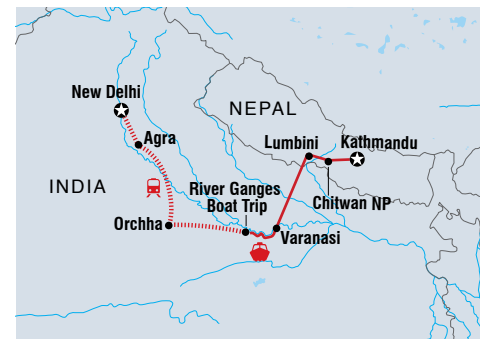 New Delhi
NEPAL
Agra
Lumbini
Kathmandu
INDIA
River Ganges
Boat Trip
Chitwan NP
Orchha
Varanasi